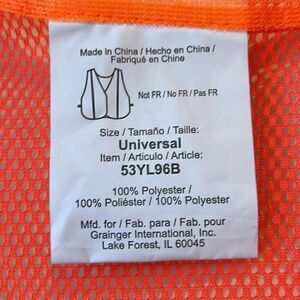 Made In China / Hecho en China /
Fabriqué en Chine
Not FR / No FR / Pas FR
Size / Tamaño / Taille:
Universal
Item / Articulo / Article:
53YL96B
100% Polyester /
100% Poliéster / 100% Polyester
Mfd. for / Fab. para / Fab. pour
Grainger International, Inc.
Lake Forest, IL 60045